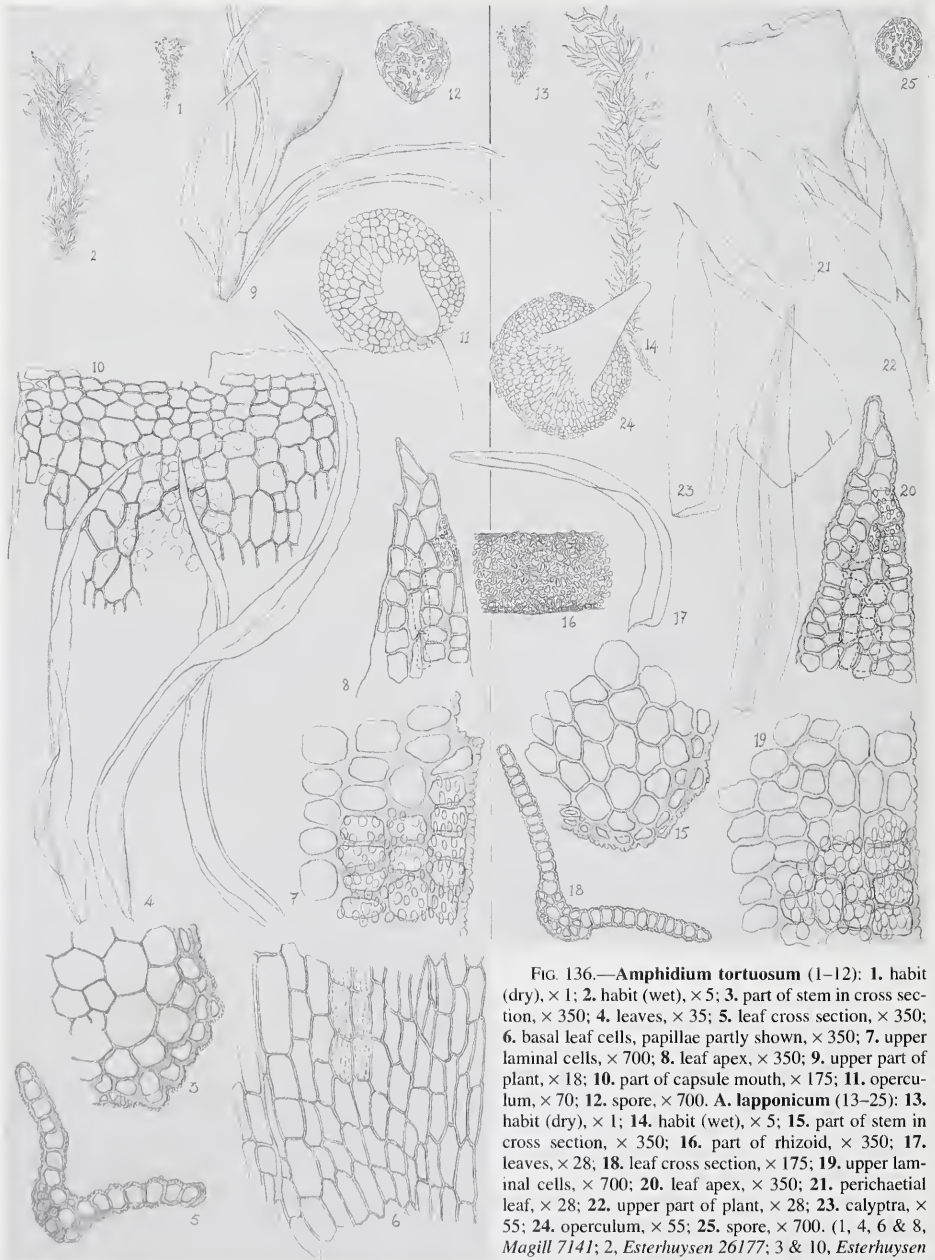 1
2
9
12
13
14
25
21
22
11
24
10
23
20
8
16
17
15
19
4
7
18
3
5
6
FIG. 136.—Amphidium tortuosum (1–12): 1. habit
(dry), × 1; 2. habit (wet), × 5; 3. part of stem in cross sec-
tion, × 350; 4. leaves, × 35; 5. leaf cross section, × 350;
6. basal leaf cells, papillae partly shown, × 350; 7. upper
laminal cells, × 700; 8. leaf apex, × 350; 9. upper part of
plant, × 18; 10. part of capsule mouth, × 175; 11. opercu-
lum, × 70; 12. spore, × 700. A. lapponicum (13–25): 13.
habit (dry), × 1; 14. habit (wet), × 5; 15. part of stem in
cross section, × 350; 16. part of rhizoid, × 350; 17.
leaves, × 28; 18. leaf cross section, × 175; 19. upper lam-
inal cells, × 700; 20. leaf apex, × 350; 21. perichaetial
leaf, × 28; 22. upper part of plant, × 28; 23. calyptra, ×
55; 24. operculum, × 55; 25. spore, × 700. (1, 4, 6 & 8,
Magill 7141; 2, Esterhuysen 26177; 3 & 10, Esterhuysen